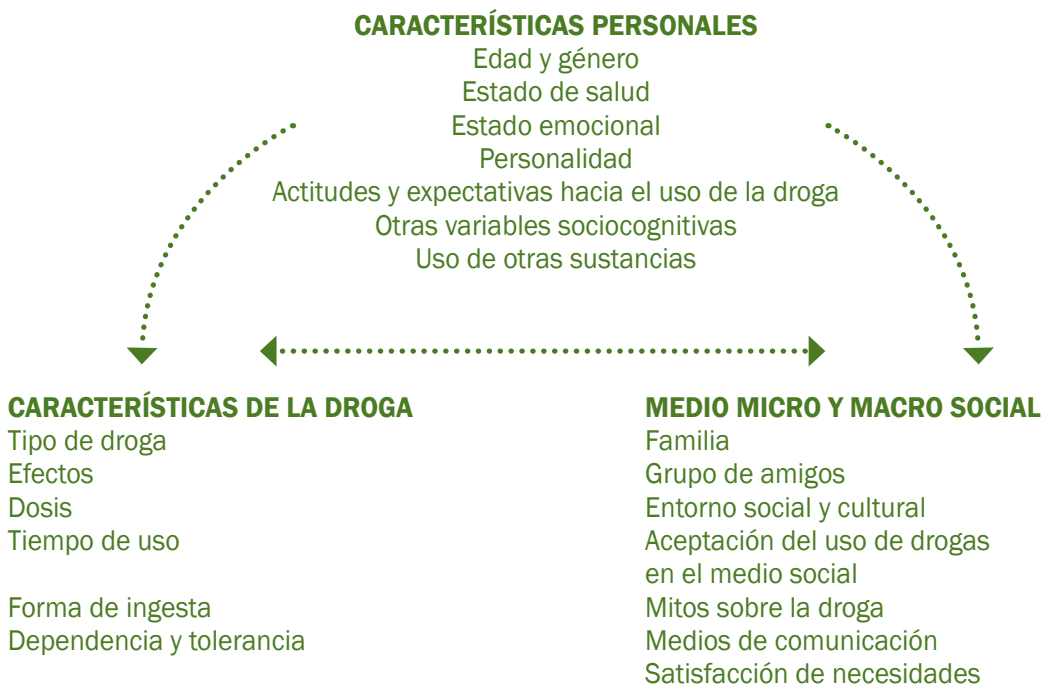 CARACTERÍSTICAS PERSONALES
Edad y género
Estado de salud
Estado emocional
Personalidad
Actitudes y expectativas hacia el uso de la droga
Otras variables sociocognitivas
Uso de otras sustancias
CARACTERÍSTICAS DE LA DROGA
Tipo de droga
Efectos
Dosis
Tiempo de uso
Forma de ingesta
Dependencia y tolerancia
MEDIO MICRO Y MACRO SOCIAL
Familia
Grupo de amigos
Entorno social y cultural
Aceptación del uso de drogas
en el medio social
Mitos sobre la droga
Medios de comunicación
Satisfacción de necesidades